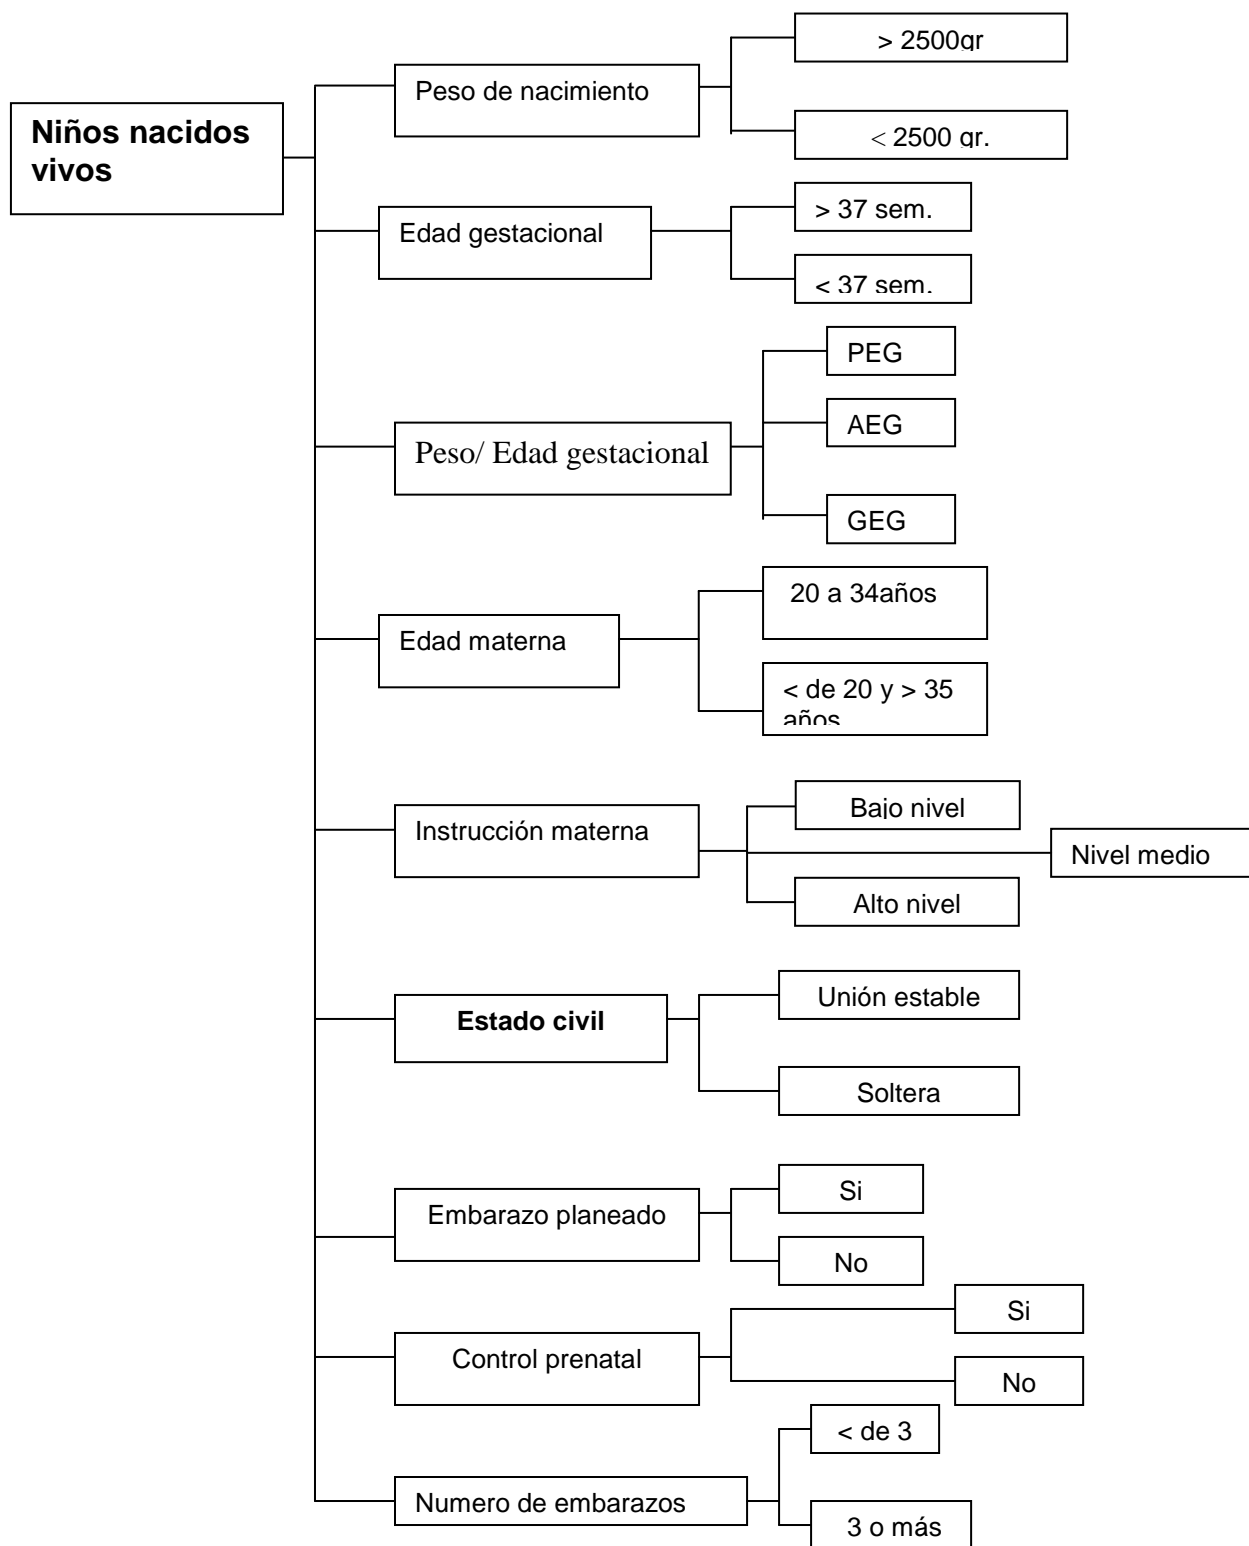 Niños nacidos
vivos
Peso de nacimiento
> 2500gr
< 2500 gr.
Edad gestacional
> 37 sem.
< 37 sem.
Peso/ Edad gestacional
PEG
AEG
GEG
Edad materna
20 a 34años
< de 20 y > 35
años
Instrucción materna
Bajo nivel
Nivel medio
Alto nivel
Estado civil
Unión estable
Soltera
Embarazo planeado
Si
No
Control prenatal
Si
No
Numero de embarazos
< de 3
3 o más